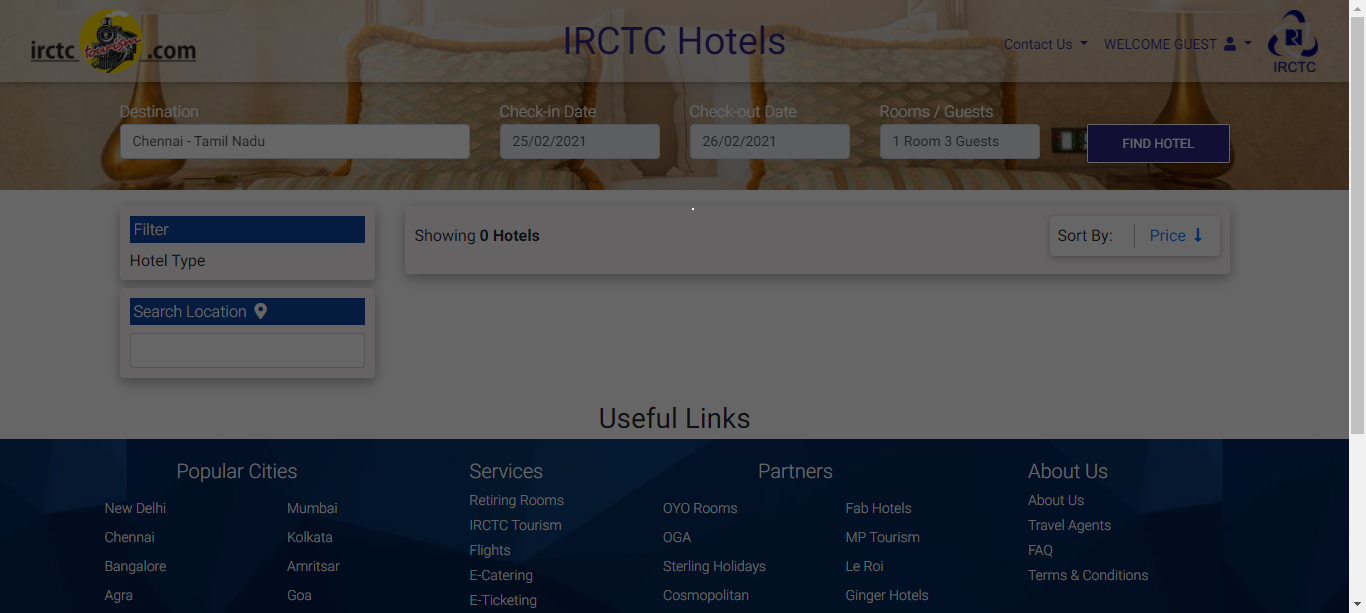 irctc tourism .com
IRCTC Hotels
Contact Us
WELCOME GUEST
IRCTC
Destination
Check-in Date
Check-out Date
Rooms / Guests
Chennai - Tamil Nadu
25/02/2021
26/02/2021
1 Room 3 Guests
FIND HOTEL
Filter
Hotel Type
Showing 0 Hotels
Sort By:
Price
Search Location
Useful Links
Popular Cities
New Delhi
Mumbai
Chennai
Kolkata
Bangalore
Amritsar
Agra
Goa
Services
Retiring Rooms
IRCTC Tourism
Flights
E-Catering
E-Ticketing
Partners
OYO Rooms
Fab Hotels
OGA
MP Tourism
Sterling Holidays
Le Roi
Cosmopolitan
Ginger Hotels
About Us
About Us
Travel Agents
FAQ
Terms & Conditions